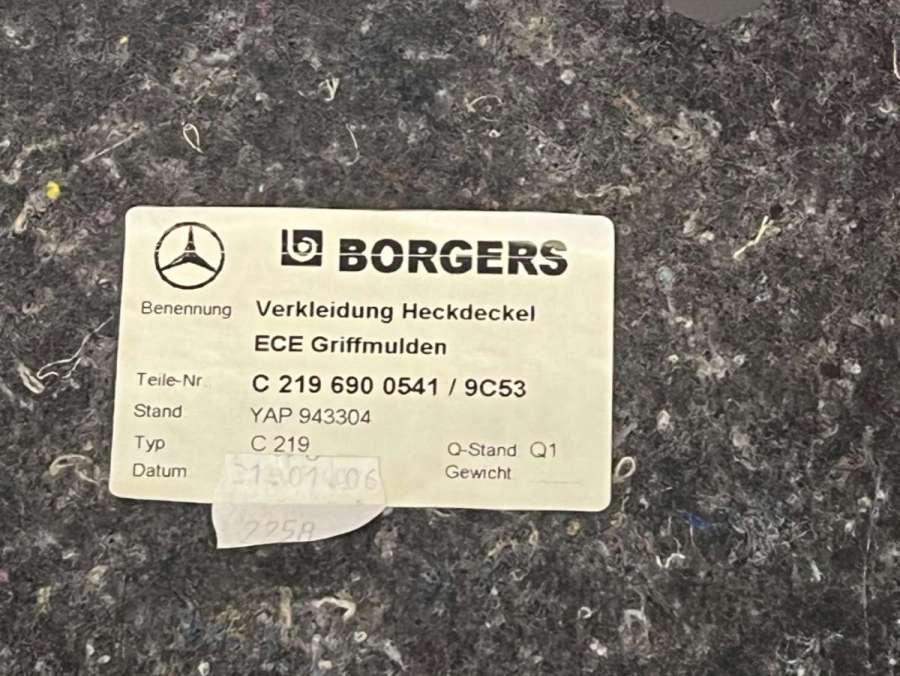 BORGERS
Benennung Verkleidung Heckdeckel
ECE Griffmulden
Teile-Nr. C 219 690 0541 / 9C53
Stand YAP 943304
Typ C 219 Q-Stand Q1
Datum Gewicht